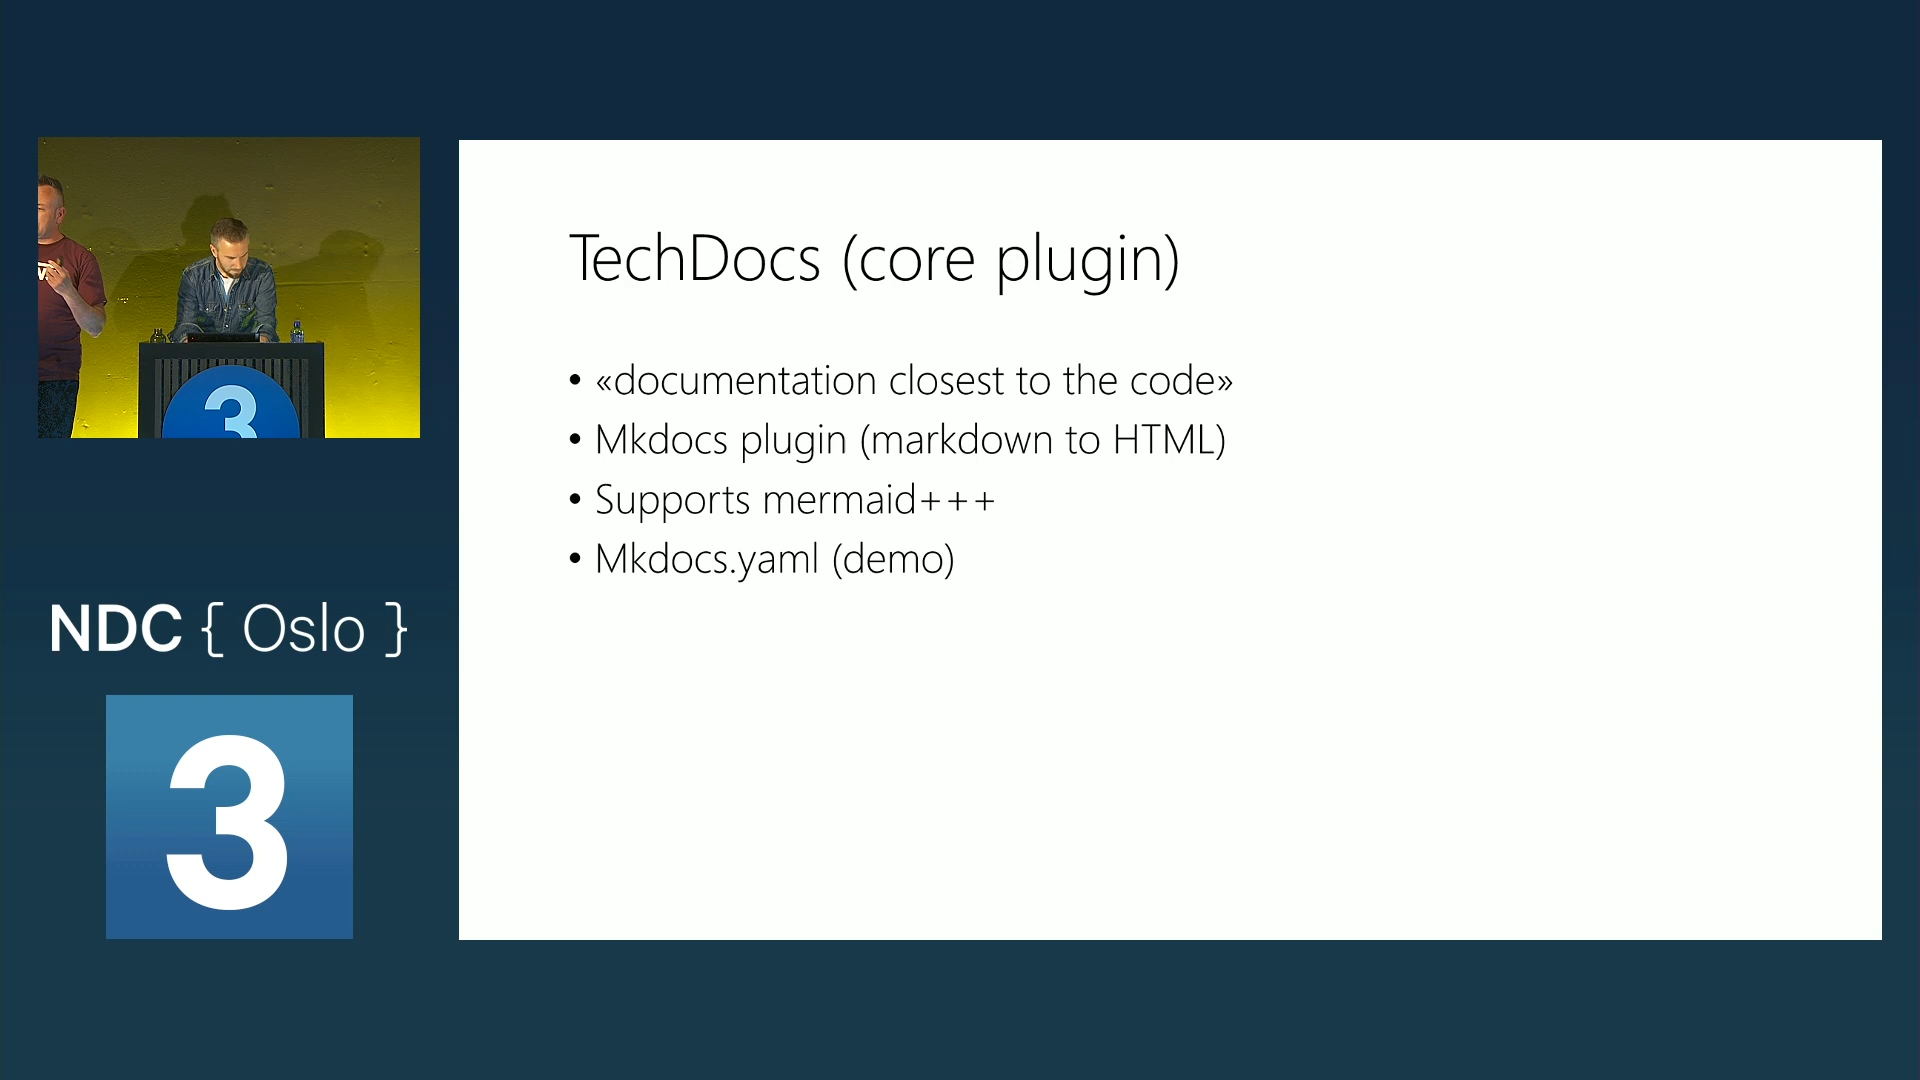 TechDocs (core plugin)
• «documentation closest to the code»
• Mkdocs plugin (markdown to HTML)
• Supports mermaid+++
• Mkdocs.yaml (demo)
3
NDC { Oslo }
3